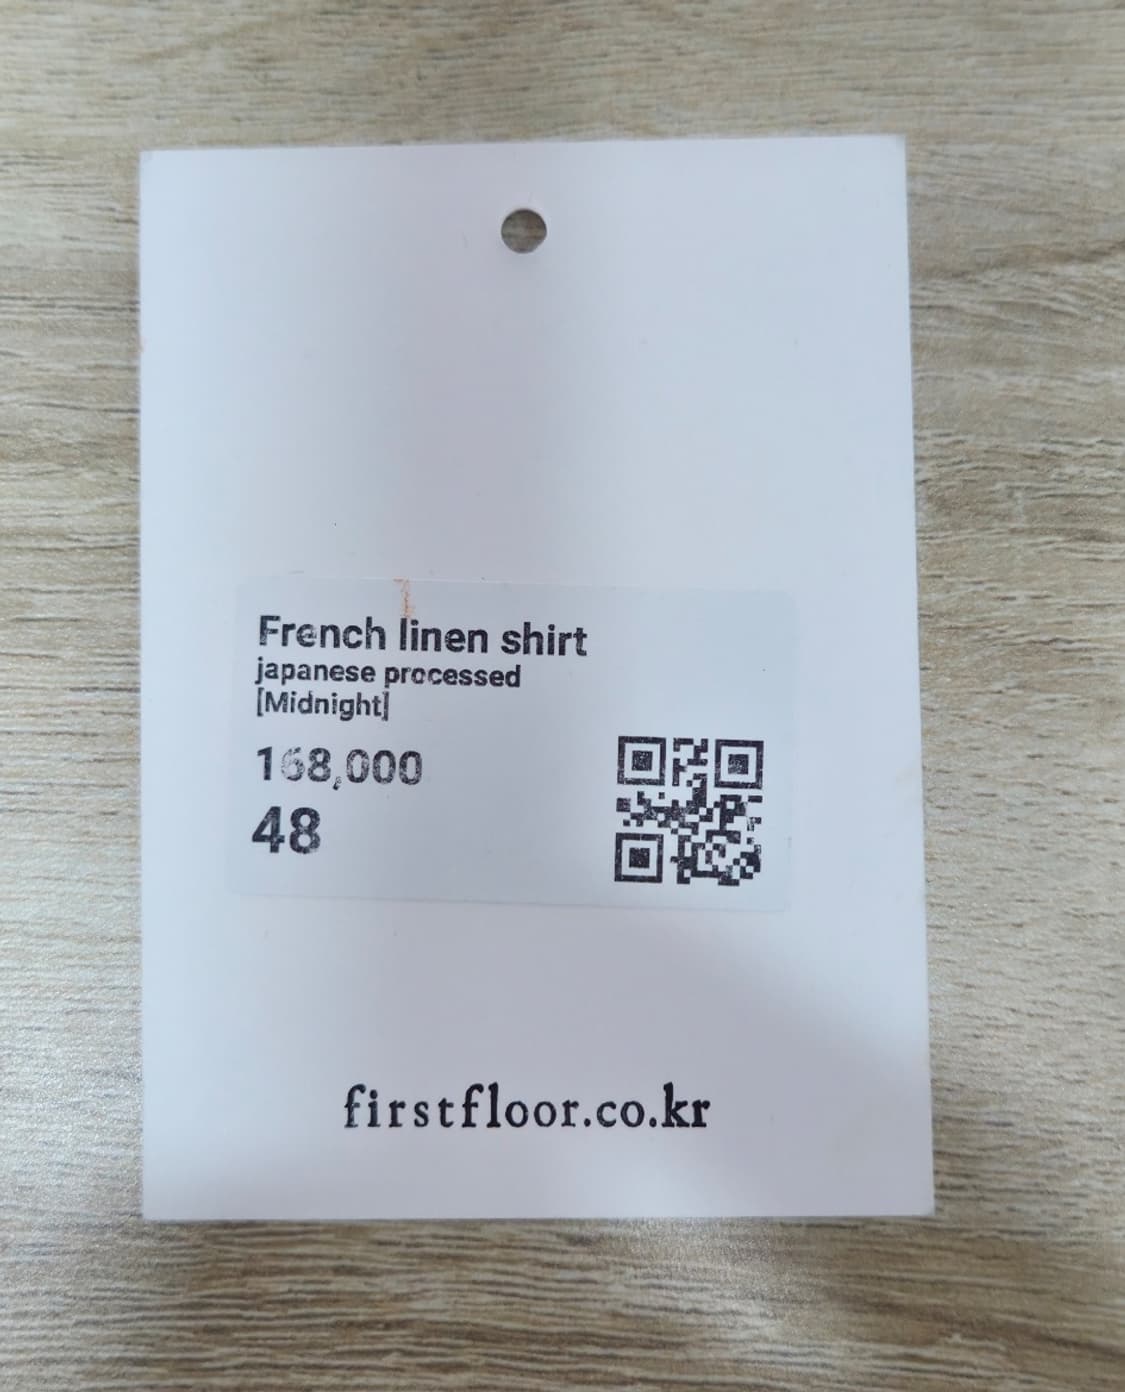 French linen shirt
japanese processed
[Midnight]
168,000
48
firstfloor.co.kr